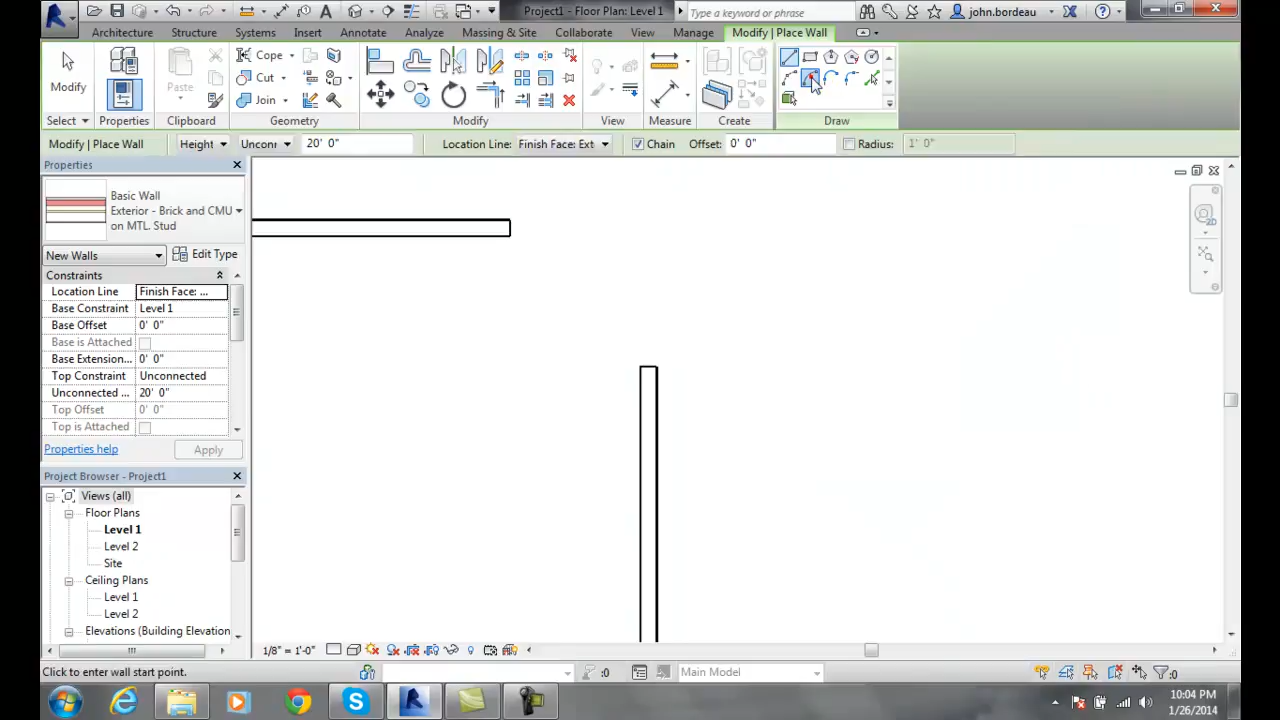 Project1 - Floor Plan: Level 1
Type a keyword or phrase
john.bordeau
Architecture Structure Systems Insert Annotate Analyze Massing & Site Collaborate View Manage Modify | Place Wall
Modify
Paste
Cope
Cut
Join
Select Properties Clipboard Geometry Modify View Measure Create Draw
Modify | Place Wall Height Uncon 20' 0" Location Line: Finish Face: Ext Chain Offset: 0' 0" Radius: 1' 0"
Properties
Basic Wall
Exterior - Brick and CMU
on MTL. Stud
New Walls Edit Type
Constraints
Location Line Finish Face: ...
Base Constraint Level 1
Base Offset 0' 0"
Base is Attached
Base Extension... 0' 0"
Top Constraint Unconnected
Unconnected ... 20' 0"
Top Offset 0' 0"
Top is Attached
Properties help Apply
Project Browser - Project1
Views (all)
Floor Plans
Level 1
Level 2
Site
Ceiling Plans
Level 1
Level 2
Elevations (Building Elevation
1/8" = 1'-0"
Click to enter wall start point.
:0 Main Model :0
10:04 PM
1/26/2014